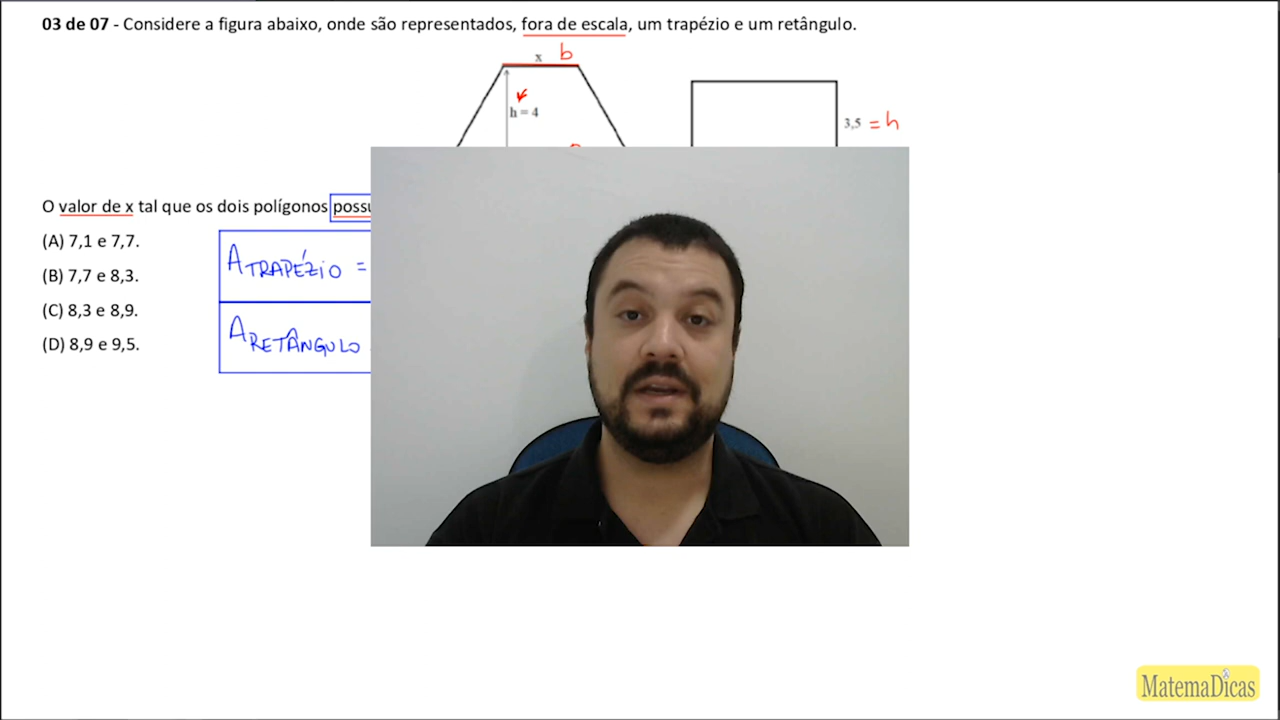 03 de 07 - Considere a figura abaixo, onde são representados, fora de escala, um trapézio e um retângulo.
x b
h = 4
3,5 = h
O valor de x tal que os dois polígonos
(A) 7,1 e 7,7.
(B) 7,7 e 8,3.
(C) 8,3 e 8,9.
(D) 8,9 e 9,5.
ATRAPÉZIO =
ARETÂNGULO
MatemaDicas